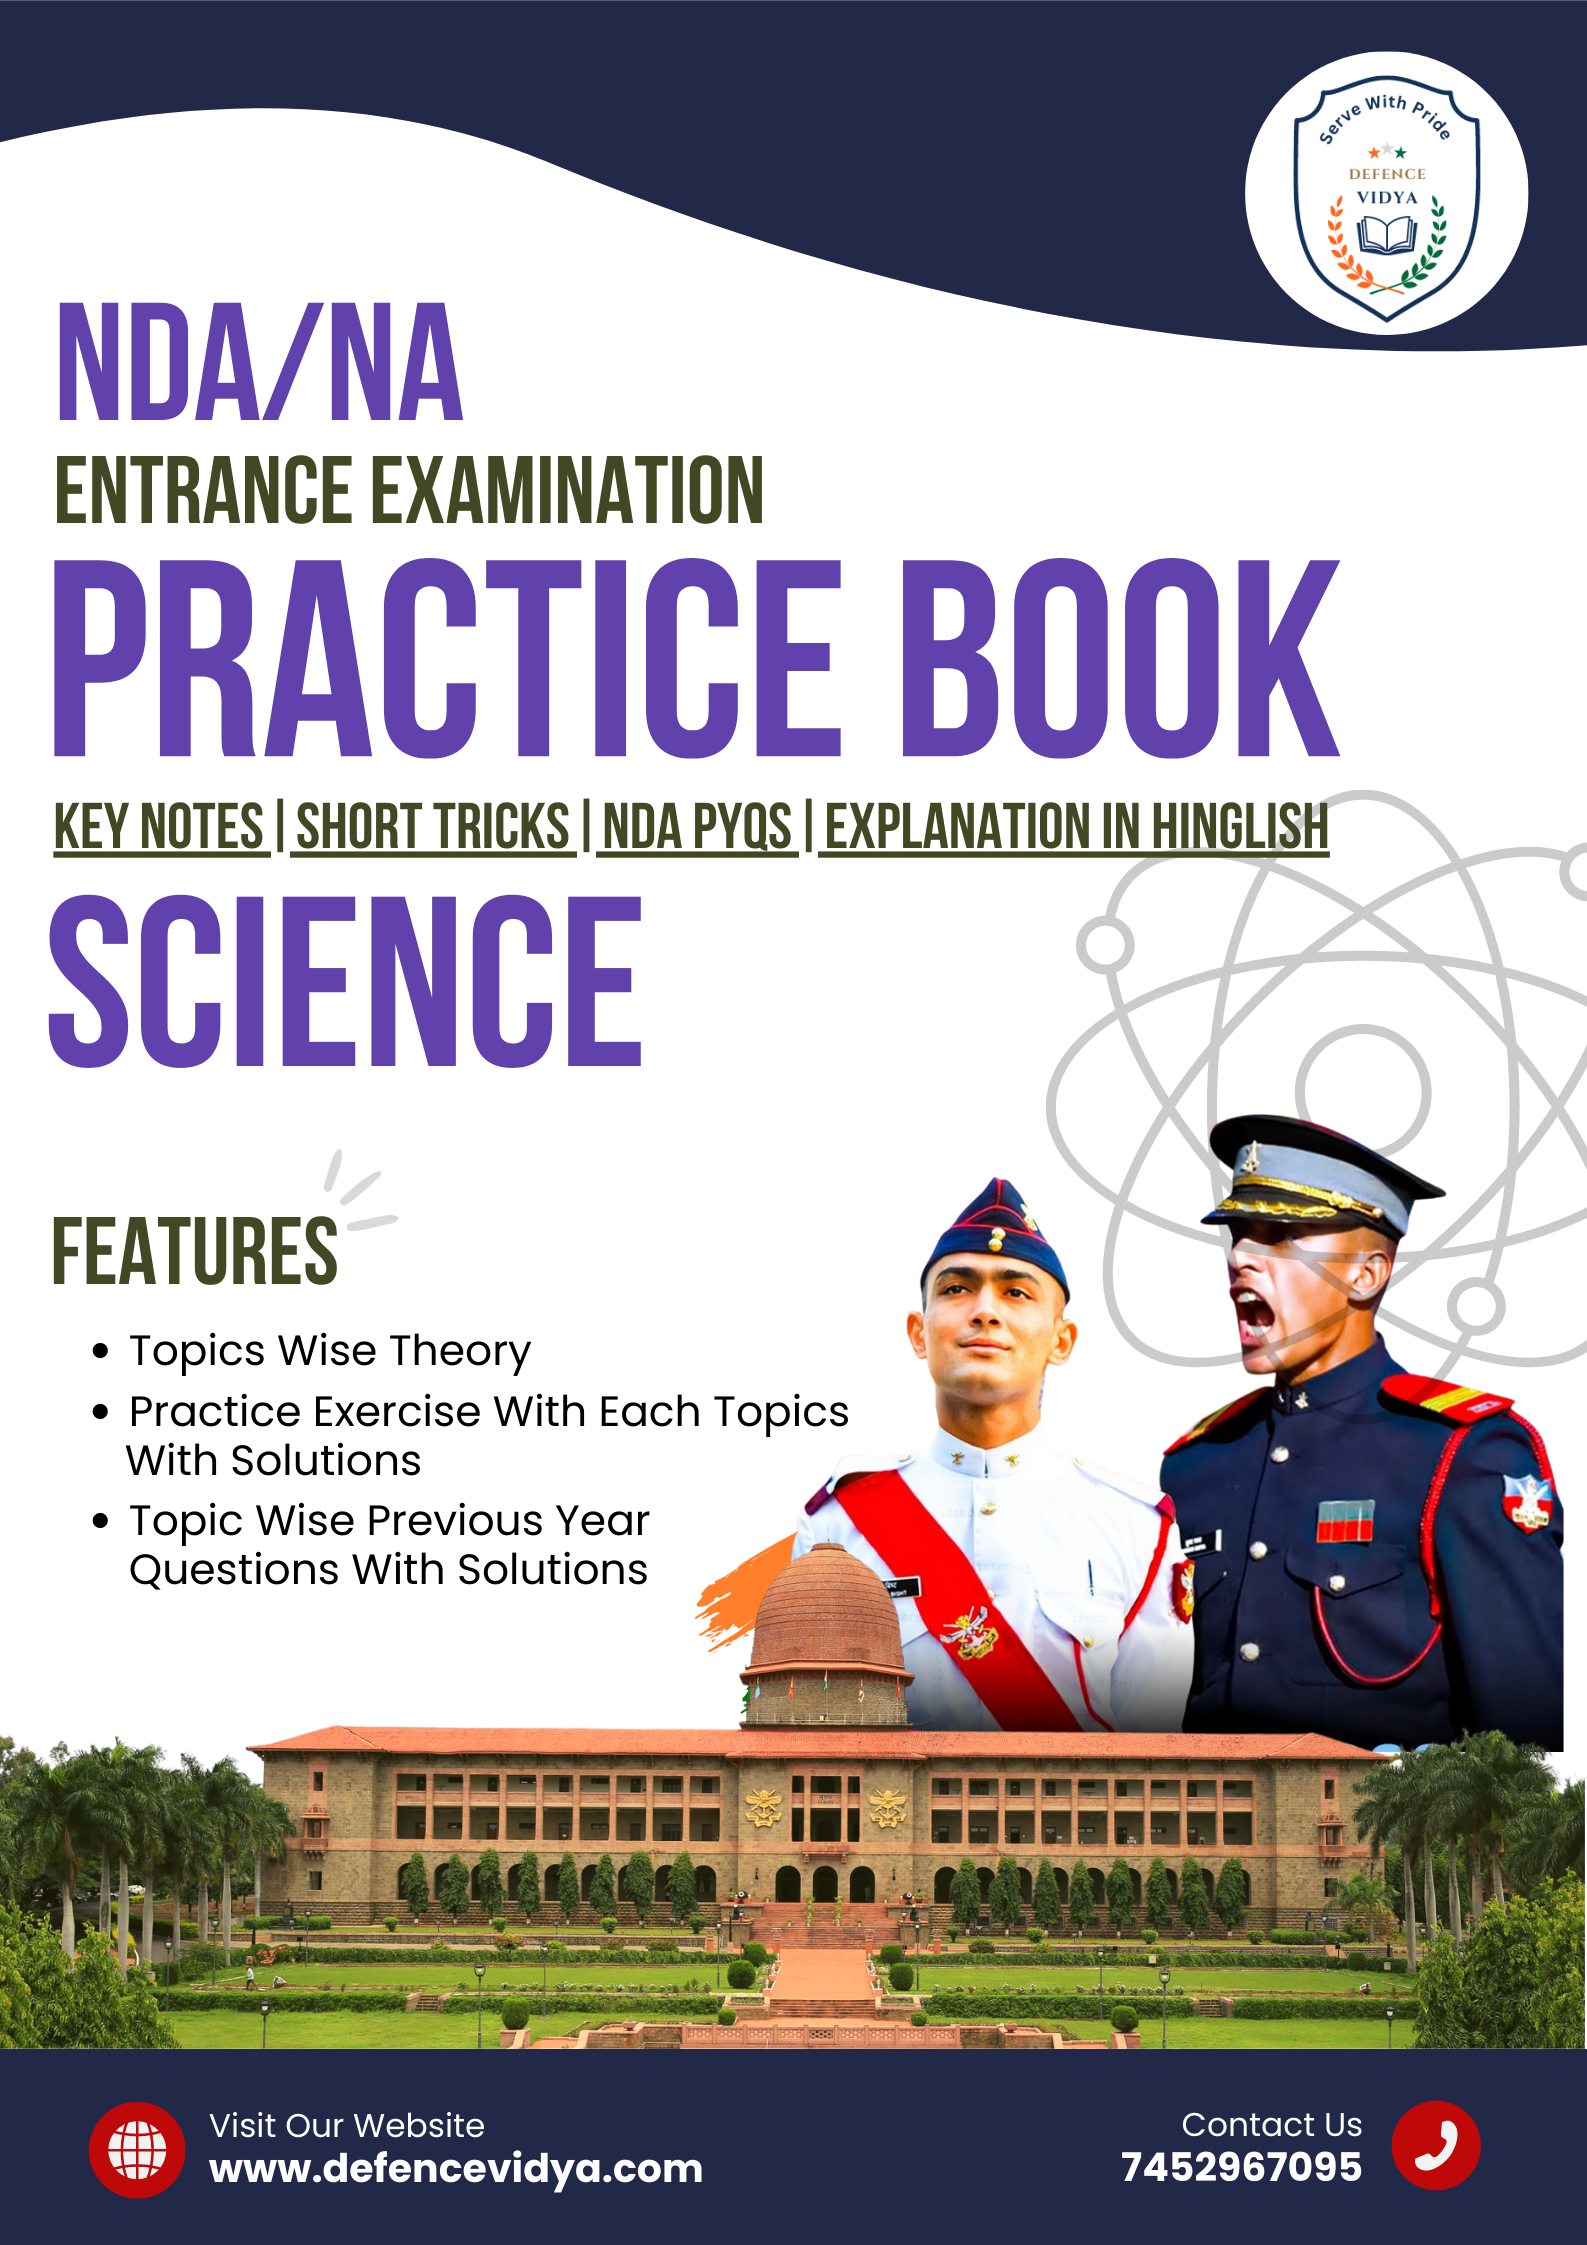 Serve With Pride
DEFENCE
VIDYA
NDA/NA
ENTRANCE EXAMINATION
PRACTICE BOOK
KEY NOTES | SHORT TRICKS | NDA PYQS | EXPLANATION IN HINGLISH
SCIENCE
FEATURES
• Topics Wise Theory
• Practice Exercise With Each Topics
With Solutions
• Topic Wise Previous Year
Questions With Solutions
Visit Our Website
www.defencevidya.com
Contact Us
7452967095